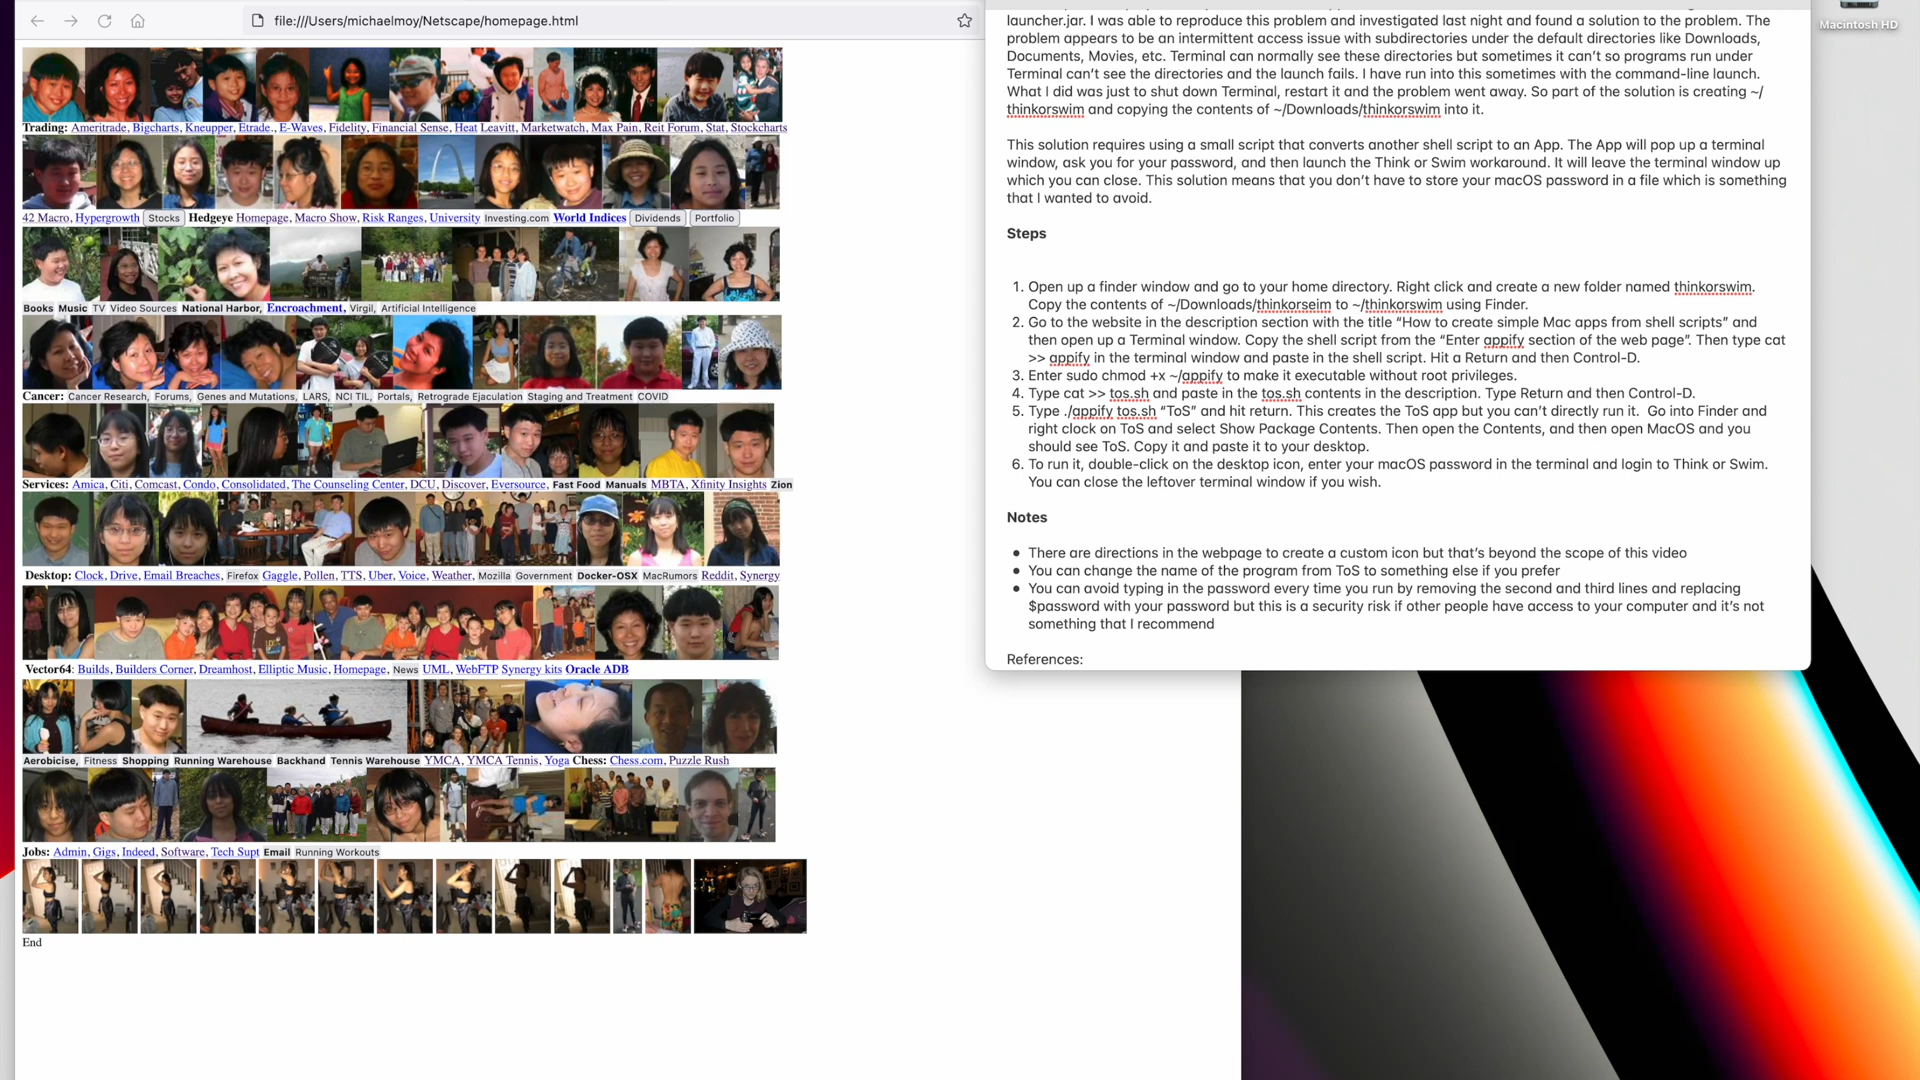 file:///Users/michaelmoy/Netscape/homepage.html
Trading: Ameritrade, Bigcharts, Kneupper, Etrade., E-Waves, Fidelity, Financial Sense, Heat Leavitt, Marketwatch, Max Pain, Reit Forum, Stat, Stockcharts
42 Macro, Hypergrowth Stocks Hedgeye Homepage, Macro Show, Risk Ranges, University Investing.com World Indices Dividends Portfolio
Books Music TV Video Sources National Harbor, Encroachment, Virgil, Artificial Intelligence
Cancer: Cancer Research, Forums, Genes and Mutations, LARS, NCI TIL, Portals, Retrograde Ejaculation Staging and Treatment COVID
Services: Amica, Citi, Comcast, Condo, Consolidated, The Counseling Center, DCU, Discover, Eversource, Fast Food Manuals MBTA, Xfinity Insights Zion
Desktop: Clock, Drive, Email Breaches, Firefox Gaggle, Pollen, TTS, Uber, Voice, Weather, Mozilla Government Docker-OSX MacRumors Reddit, Synergy
Vector64: Builds, Builders Corner, Dreamhost, Elliptic Music, Homepage, News UML, WebFTP Synergy kits Oracle ADB
Aerobicise, Fitness Shopping Running Warehouse Backhand Tennis Warehouse YMCA, YMCA Tennis, Yoga Chess: Chess.com, Puzzle Rush
Jobs: Admin, Gigs, Indeed, Software, Tech Supt Email Running Workouts
End
launcher.jar. I was able to reproduce this problem and investigated last night and found a solution to the problem. The
problem appears to be an intermittent access issue with subdirectories under the default directories like Downloads,
Documents, Movies, etc. Terminal can normally see these directories but sometimes it can't so programs run under
Terminal can't see the directories and the launch fails. I have run into this sometimes with the command-line launch.
What I did was just to shut down Terminal, restart it and the problem went away. So part of the solution is creating ~/
thinkorswim and copying the contents of ~/Downloads/thinkorswim into it.
This solution requires using a small script that converts another shell script to an App. The App will pop up a terminal
window, ask you for your password, and then launch the Think or Swim workaround. It will leave the terminal window up
which you can close. This solution means that you don't have to store your macOS password in a file which is something
that I wanted to avoid.
Steps
1. Open up a finder window and go to your home directory. Right click and create a new folder named thinkorswim.
Copy the contents of ~/Downloads/thinkorseim to ~/thinkorswim using Finder.
2. Go to the website in the description section with the title “How to create simple Mac apps from shell scripts” and
then open up a Terminal window. Copy the shell script from the “Enter appify section of the web page”. Then type cat
>> appify in the terminal window and paste in the shell script. Hit a Return and then Control-D.
3. Enter sudo chmod +x ~/appify to make it executable without root privileges.
4. Type cat >> tos.sh and paste in the tos.sh contents in the description. Type Return and then Control-D.
5. Type ./appify tos.sh “ToS” and hit return. This creates the ToS app but you can't directly run it. Go into Finder and
right clock on ToS and select Show Package Contents. Then open the Contents, and then open MacOS and you
should see ToS. Copy it and paste it to your desktop.
6. To run it, double-click on the desktop icon, enter your macOS password in the terminal and login to Think or Swim.
You can close the leftover terminal window if you wish.
Notes
• There are directions in the webpage to create a custom icon but that's beyond the scope of this video
• You can change the name of the program from ToS to something else if you prefer
• You can avoid typing in the password every time you run by removing the second and third lines and replacing
$password with your password but this is a security risk if other people have access to your computer and it's not
something that I recommend
References:
Macintosh HD